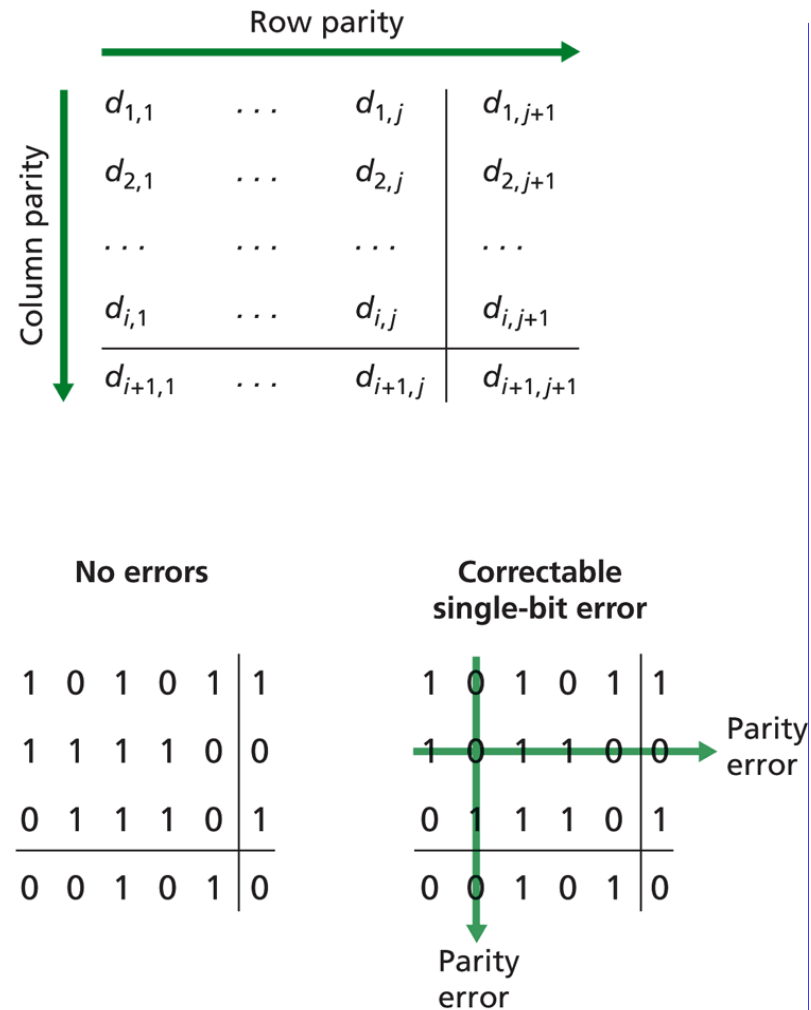 Row parity
Column parity
d1,1 . . . d1,j d1,j+1
d2,1 . . . d2,j d2,j+1
. . . . . . . . . . . .
di,1 . . . di,j di,j+1
di+1,1 . . . di+1,j di+1,j+1
No errors
1 0 1 0 1 1
1 1 1 1 0 0
0 1 1 1 0 1
0 0 1 0 1 0
Correctable
single-bit error
1 0 1 0 1 1
1 0 1 1 0 0
0 1 1 1 0 1
0 0 1 0 1 0
Parity
error
Parity
error